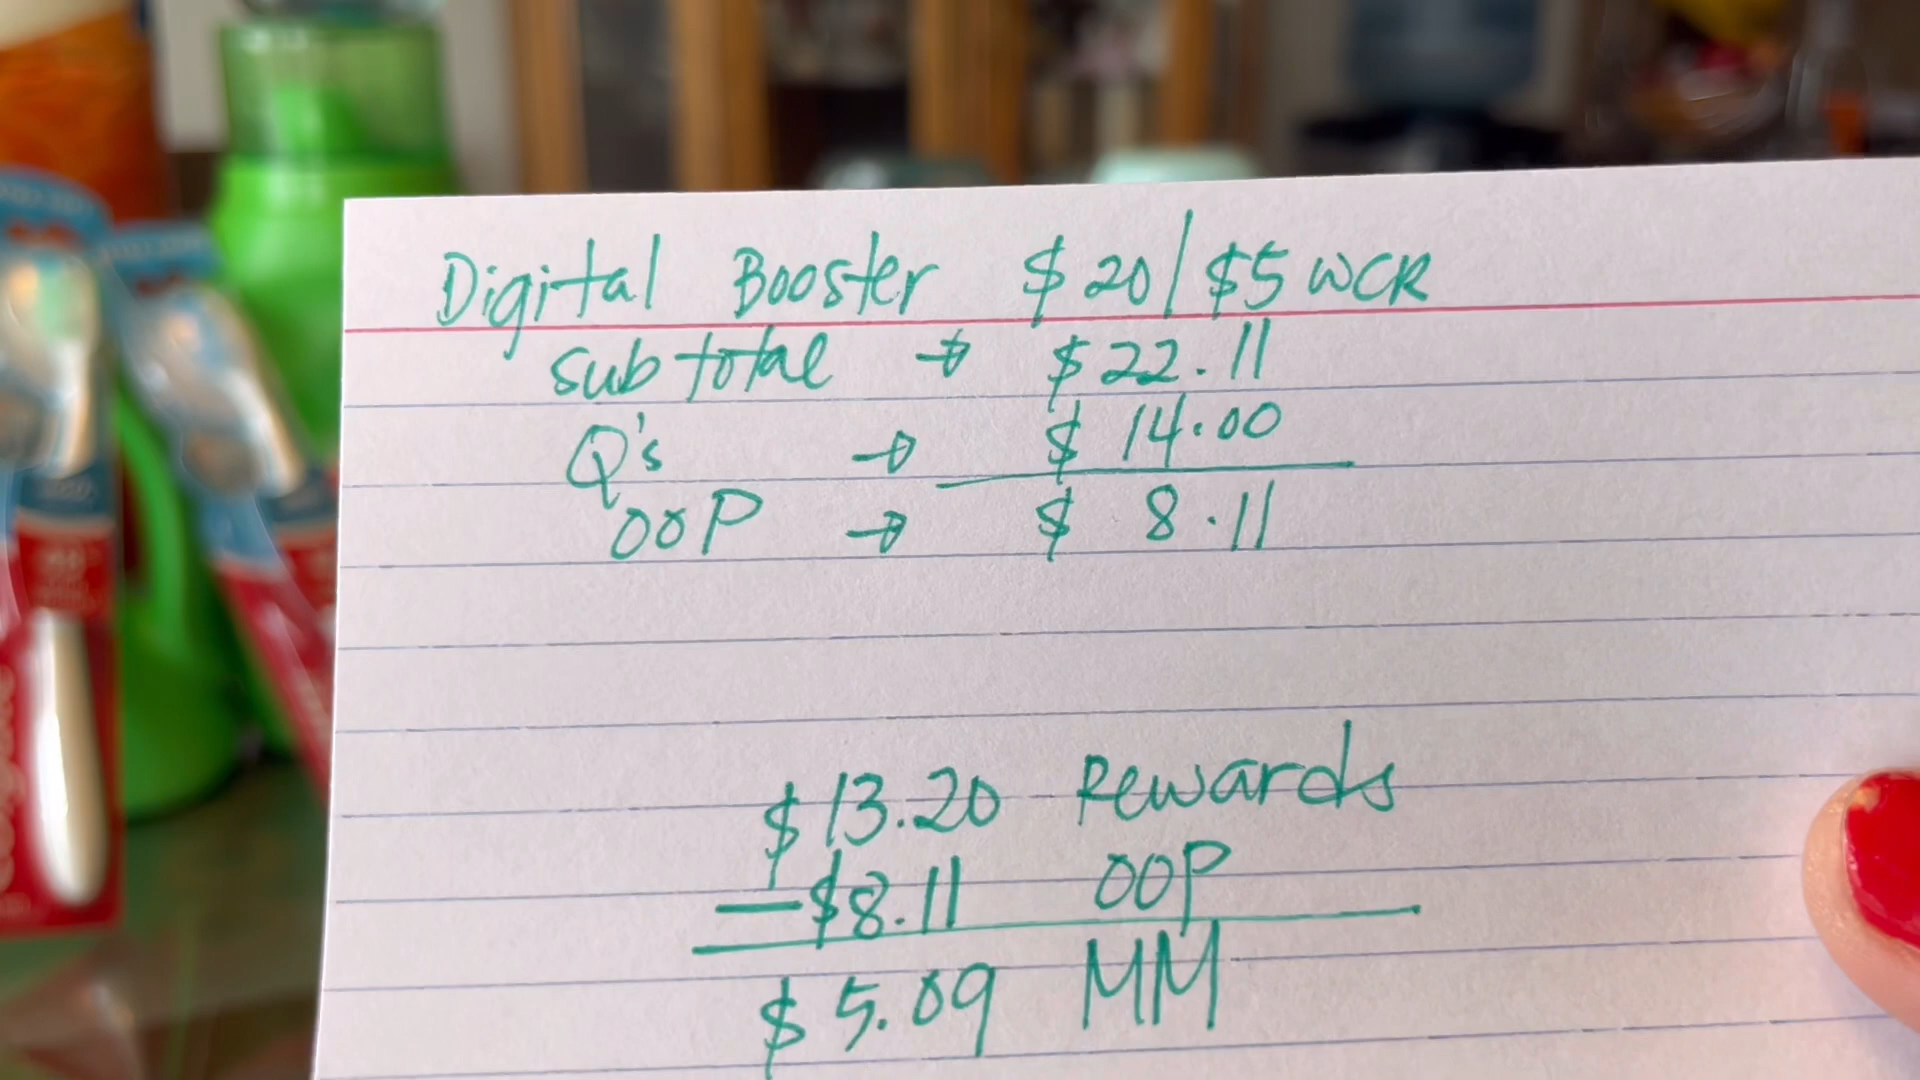 Digital Booster $20/$5 WCR
subtotal → $22.11
Q's → $ 14.00
OOP → $ 8.11
$13.20 Rewards
-$8.11 OOP
$5.09 MM